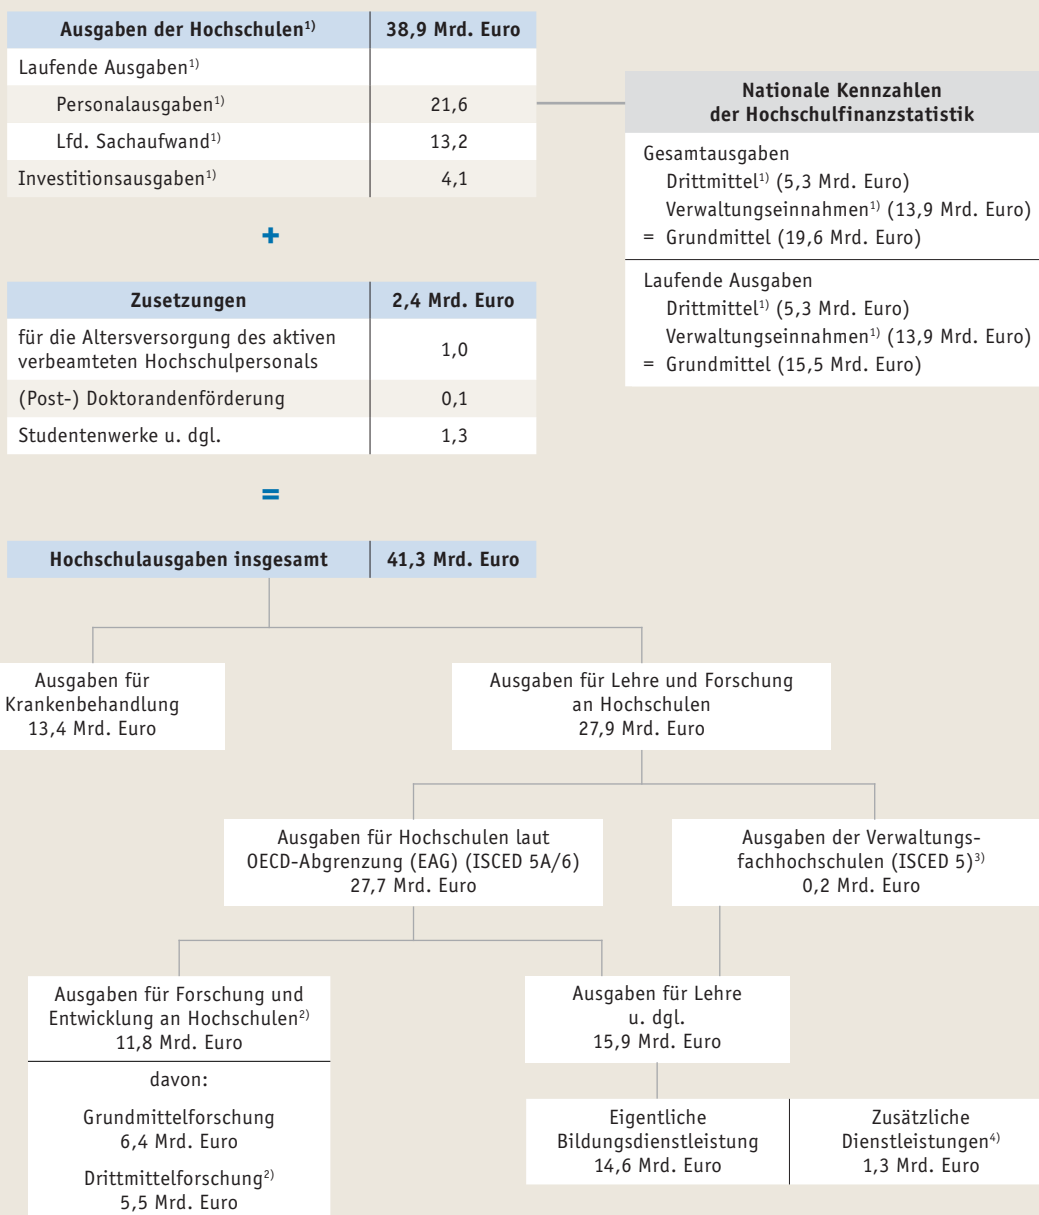 Ausgaben der Hochschulen1) 38,9 Mrd. Euro
Laufende Ausgaben1)
Personalausgaben1) 21,6
Lfd. Sachaufwand1) 13,2
Investitionsausgaben1) 4,1
Nationale Kennzahlen
der Hochschulfinanzstatistik
Gesamtausgaben
Drittmittel1) (5,3 Mrd. Euro)
Verwaltungseinnahmen1) (13,9 Mrd. Euro)
= Grundmittel (19,6 Mrd. Euro)
Laufende Ausgaben
Drittmittel1) (5,3 Mrd. Euro)
Verwaltungseinnahmen1) (13,9 Mrd. Euro)
= Grundmittel (15,5 Mrd. Euro)
+
Zusetzungen 2,4 Mrd. Euro
für die Altersversorgung des aktiven
verbeamteten Hochschulpersonals 1,0
(Post-) Doktorandenförderung 0,1
Studentenwerke u. dgl. 1,3
=
Hochschulausgaben insgesamt 41,3 Mrd. Euro
Ausgaben für
Krankenbehandlung
13,4 Mrd. Euro
Ausgaben für Lehre und Forschung
an Hochschulen
27,9 Mrd. Euro
Ausgaben für Hochschulen laut
OECD-Abgrenzung (EAG) (ISCED 5A/6)
27,7 Mrd. Euro
Ausgaben der Verwaltungs-
fachhochschulen (ISCED 5)3)
0,2 Mrd. Euro
Ausgaben für Forschung und
Entwicklung an Hochschulen2)
11,8 Mrd. Euro
davon:
Grundmittelforschung
6,4 Mrd. Euro
Drittmittelforschung2)
5,5 Mrd. Euro
Ausgaben für Lehre
u. dgl.
15,9 Mrd. Euro
Eigentliche
Bildungsdienstleistung
14,6 Mrd. Euro
Zusätzliche
Dienstleistungen4)
1,3 Mrd. Euro